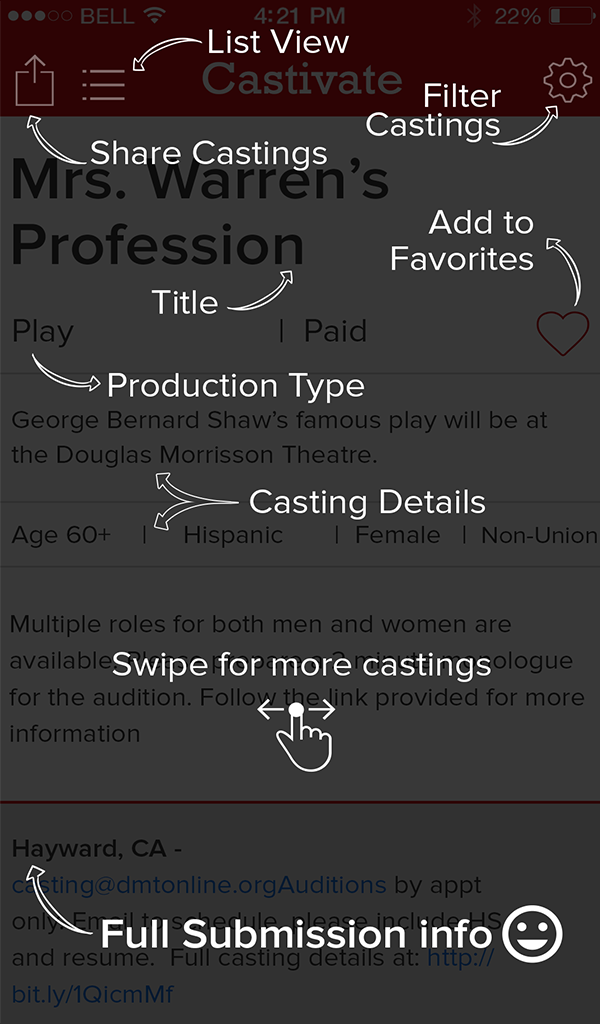 BELL 4:21 PM 22%
List View
Castivate
Filter
Castings
Share Castings
Mrs. Warren's
Profession
Add to
Favorites
Title
Play | Paid
Production Type
George Bernard Shaw's famous play will be at
the Douglas Morrisson Theatre.
Casting Details
Age 60+ | Hispanic | Female | Non-Union
Multiple roles for both men and women are
available. Please prepare a 2 minute monologue
Swipe for more castings
for the audition. Follow the link provided for more
information
Hayward, CA -
casting@dmtonline.orgAuditions by appt
only. Email to schedule, please include HS
Full Submission info
and resume. Full casting details at: http://
bit.ly/1QicmMf